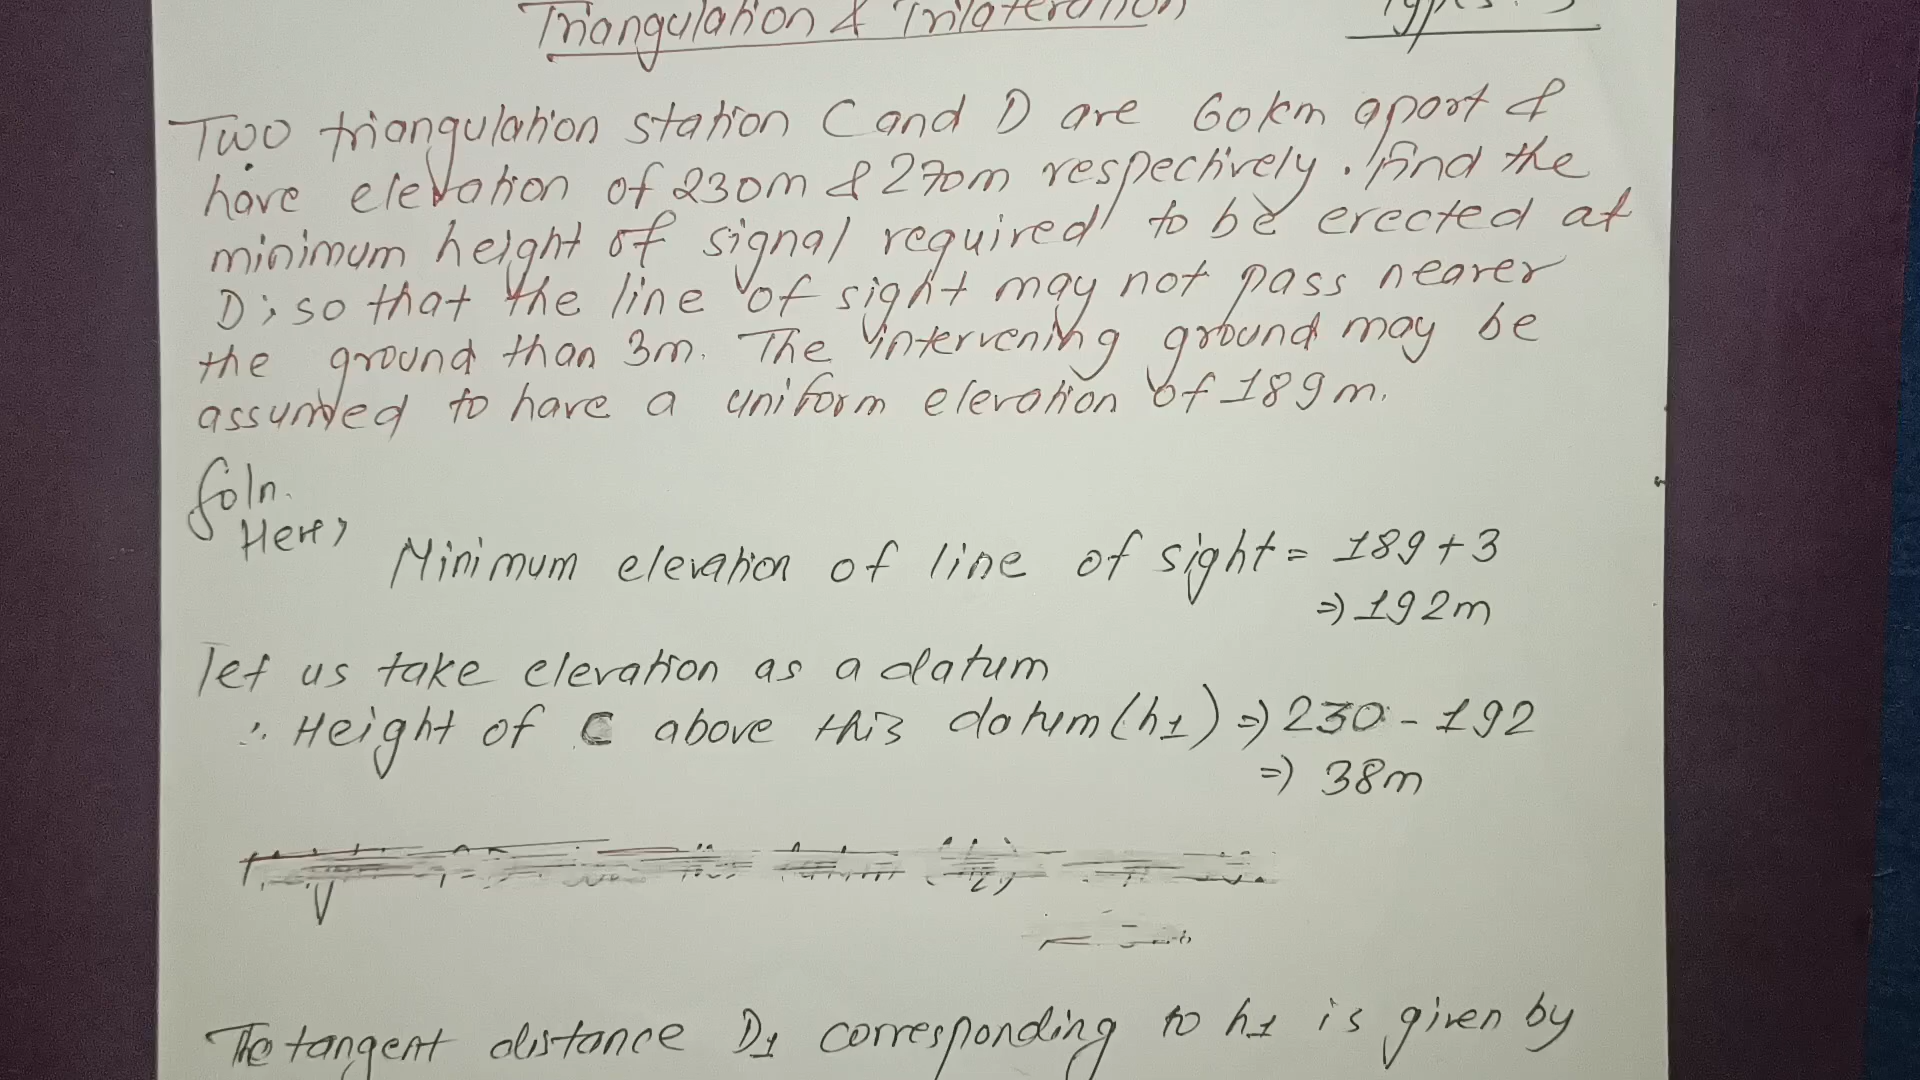 Triangulation & Trilateration
Types: 3
Two triangulation station C and D are 60km apart &
have elevation of 230m & 270m respectively. Find the
minimum height of signal required to be erected at
D; so that the line of sight may not pass nearer
the ground than 3m. The intervening ground may be
assumed to have a uniform elevation of 189m.
Soln.
Here,
Minimum elevation of line of sight = 189 + 3
⇒ 192m
let us take elevation as a datum
∴ Height of C above this datum (h1) ⇒ 230 - 192
⇒ 38m
The tangent distance D1 corresponding to h1 is given by